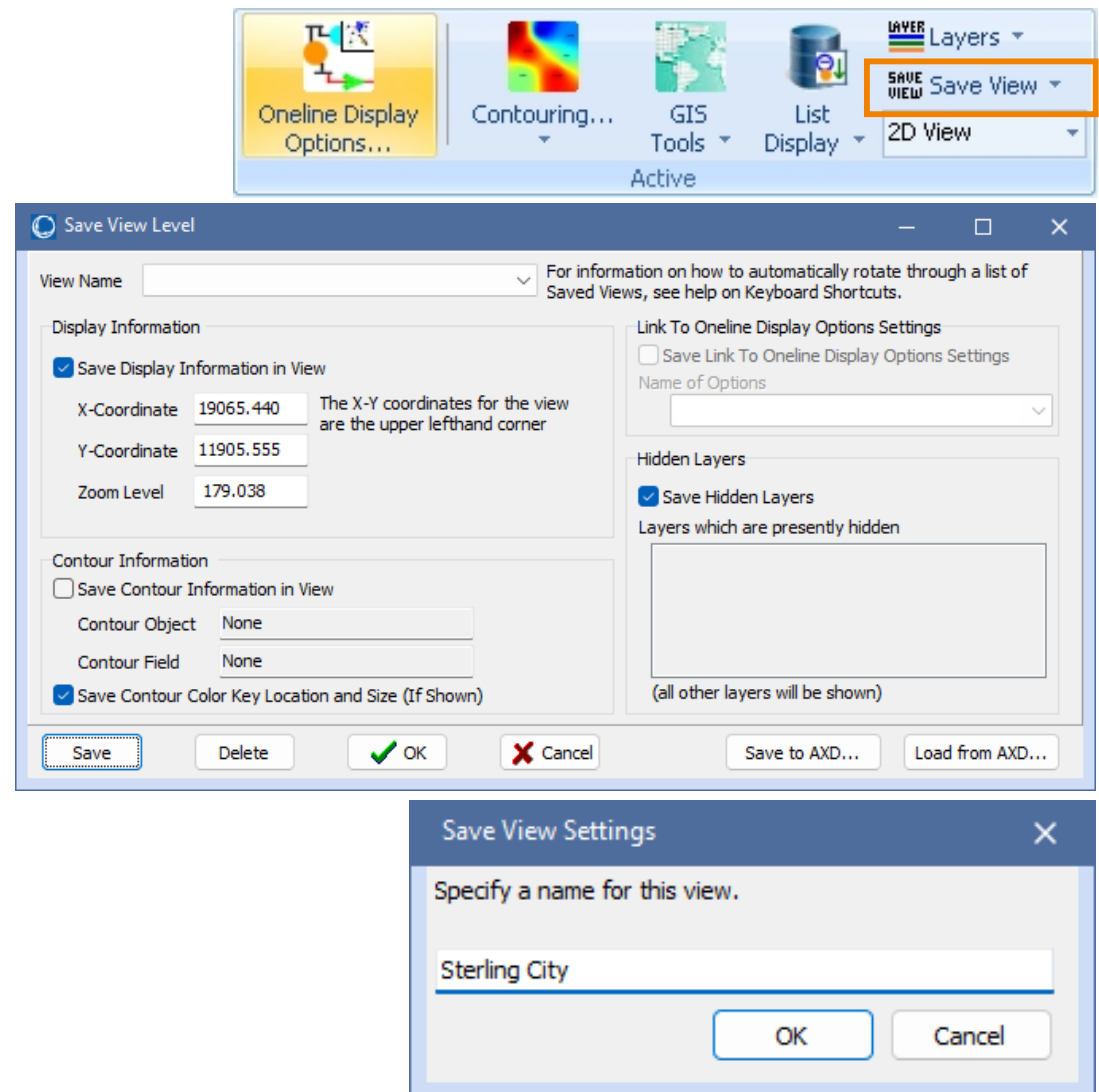 Oneline Display
Options...
Contouring...
GIS
Tools
List
Display
LAYER Layers
SAVE VIEW Save View
2D View
Active
Save View Level
View Name
For information on how to automatically rotate through a list of
Saved Views, see help on Keyboard Shortcuts.
Display Information
Save Display Information in View
X-Coordinate 19065.440
The X-Y coordinates for the view
are the upper lefthand corner
Y-Coordinate 11905.555
Zoom Level 179.038
Contour Information
Save Contour Information in View
Contour Object None
Contour Field None
Save Contour Color Key Location and Size (If Shown)
Link To Oneline Display Options Settings
Save Link To Oneline Display Options Settings
Name of Options
Hidden Layers
Save Hidden Layers
Layers which are presently hidden
(all other layers will be shown)
Save Delete OK Cancel Save to AXD... Load from AXD...
Save View Settings
Specify a name for this view.
Sterling City
OK Cancel